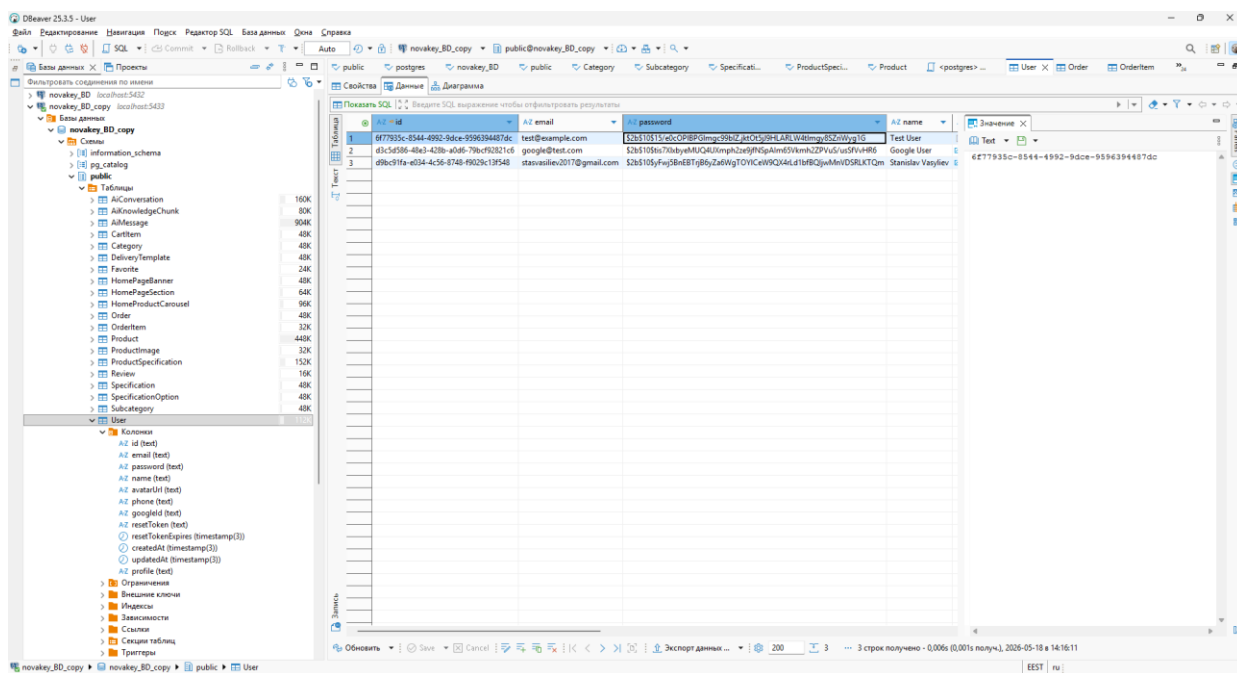 DBeaver 25.3.5 - User
Файл Редактирование Навигация Поиск Редактор SQL База данных Окна Справка
SQL Commit Rollback Auto novakey_BD_copy public@novakey_BD_copy
Базы данных Проекты
public postgres novakey_BD public Category Subcategory Specificati... ProductSpeci... Product <postgres> ... User Order OrderItem
Фильтровать соединения по имени
Свойства Данные Диаграмма
novakey_BD localhost:5432
novakey_BD_copy localhost:5433
Показать SQL Введите SQL выражение чтобы отфильтровать результаты
Базы данных
novakey_BD_copy
Схемы
information_schema
pg_catalog
public
Таблицы
AiConversation 160K
AiKnowledgeChunk 80K
AiMessage 904K
CartItem 48K
Category 48K
DeliveryTemplate 48K
Favorite 24K
HomePageBanner 48K
HomePageSection 64K
HomeProductCarousel 96K
Order 48K
OrderItem 32K
Product 448K
ProductImage 32K
ProductSpecification 152K
Review 16K
Specification 48K
SpecificationOption 48K
Subcategory 48K
User 112K
Колонки
id (text)
email (text)
password (text)
name (text)
avatarUrl (text)
phone (text)
googleId (text)
resetToken (text)
resetTokenExpires (timestamp(3))
createdAt (timestamp(3))
updatedAt (timestamp(3))
profile (text)
Ограничения
Внешние ключи
Индексы
Зависимости
Ссылки
Секции таблиц
Триггеры
Таблица
Текст
Запись
A-Z id A-Z email A-Z password A-Z name
1 6f77935c-8544-4992-9dce-9596394487dc test@example.com Test User
2 d3c5d586-48e3-428b-a0d6-79bcf92821c6 google@test.com Google User
3 d9bc91fa-e034-4c56-8748-f9029c13f548 stasvasiliev2017@gmail.com Stanislav Vasyliev
Значение
Text
6f77935c-8544-4992-9dce-9596394487dc
Обновить Save Cancel Экспорт данных ... 200 3 ... 3 строк получено - 0,006s (0,001s получ.), 2026-05-18 в 14:16:11
novakey_BD_copy novakey_BD_copy public User
EEST ru